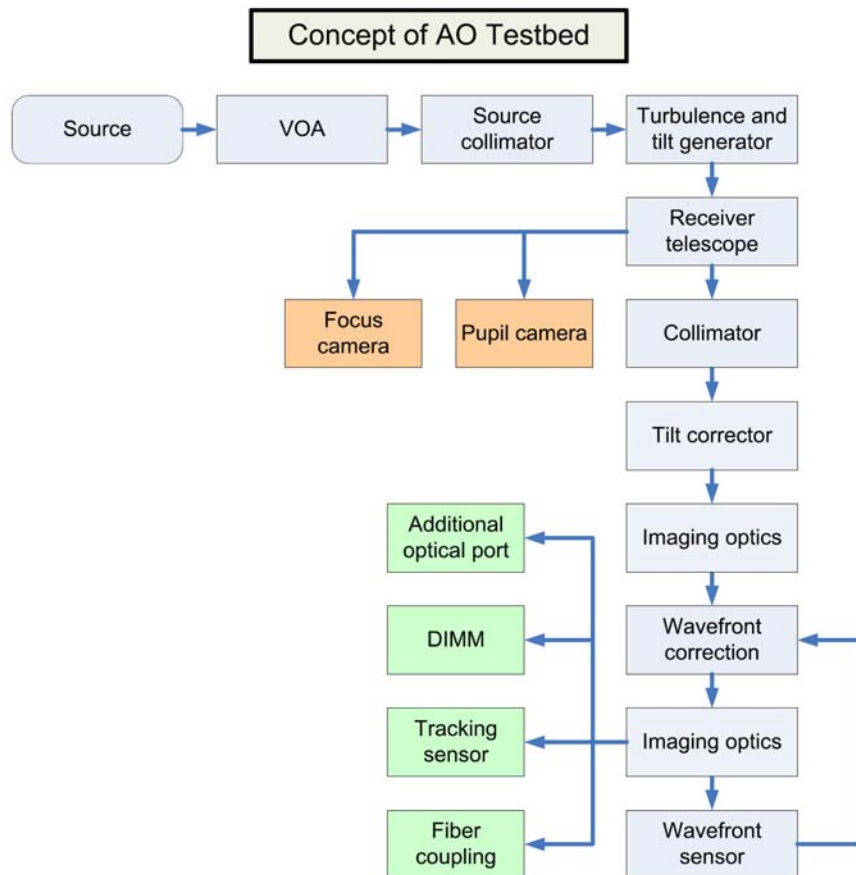 Concept of AO Testbed
Source
VOA
Source
collimator
Turbulence and
tilt generator
Receiver
telescope
Focus
camera
Pupil camera
Collimator
Tilt corrector
Additional
optical port
Imaging optics
DIMM
Wavefront
correction
Tracking
sensor
Imaging optics
Fiber
coupling
Wavefront
sensor